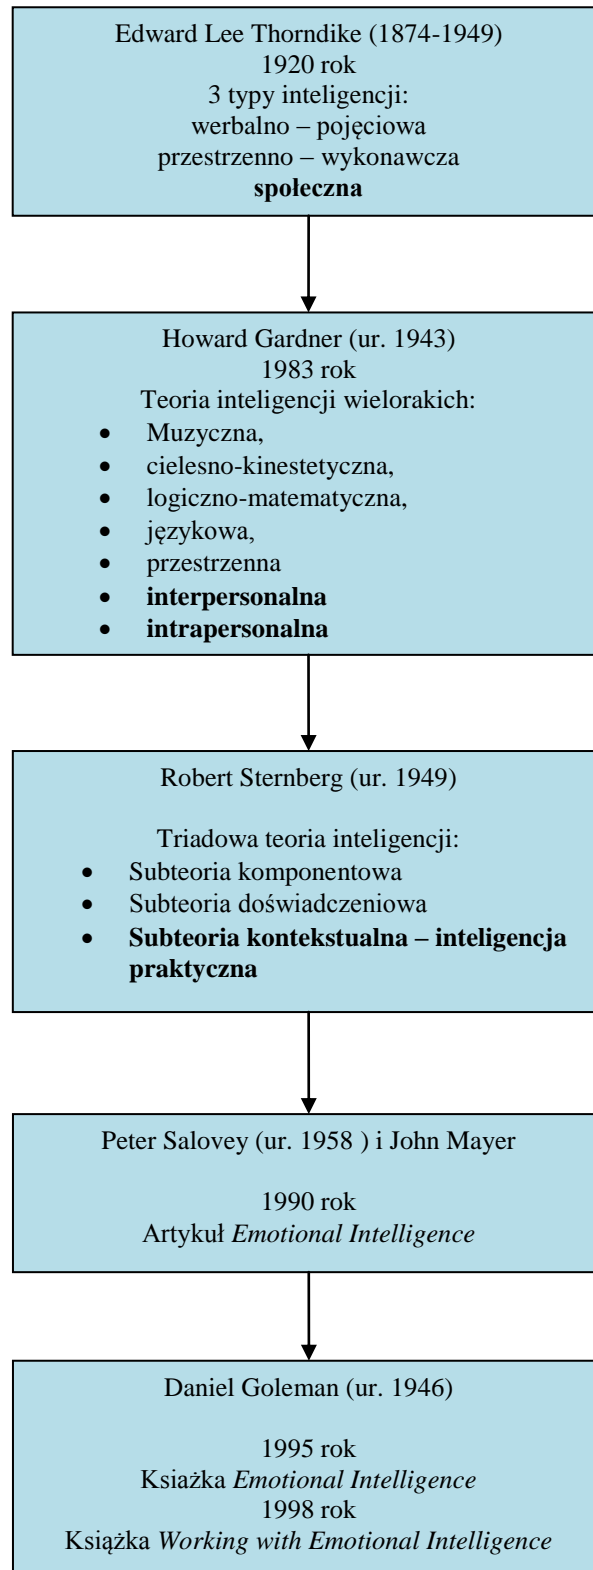 Edward Lee Thorndike (1874-1949)
1920 rok
3 typy inteligencji:
werbalno – pojęciowa
przestrzenno – wykonawcza
społeczna
Howard Gardner (ur. 1943)
1983 rok
Teoria inteligencji wielorakich:
• Muzyczna,
• cielesno-kinestetyczna,
• logiczno-matematyczna,
• językowa,
• przestrzenna
• interpersonalna
• intrapersonalna
Robert Sternberg (ur. 1949)
Triadowa teoria inteligencji:
• Subteoria komponentowa
• Subteoria doświadczeniowa
• Subteoria kontekstualna – inteligencja
praktyczna
Peter Salovey (ur. 1958 ) i John Mayer
1990 rok
Artykuł Emotional Intelligence
Daniel Goleman (ur. 1946)
1995 rok
Ksiażka Emotional Intelligence
1998 rok
Książka Working with Emotional Intelligence